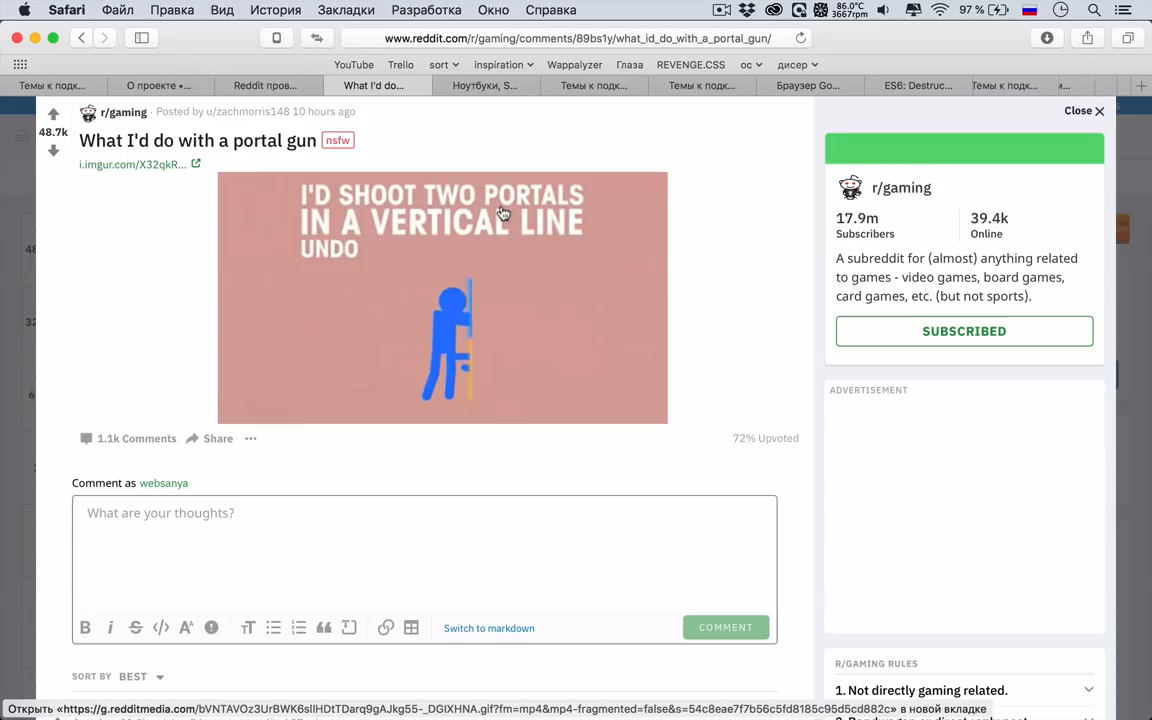 Safari Файл Правка Вид История Закладки Разработка Окно Справка 86.0°C 3667rpm 97 %
www.reddit.com/r/gaming/comments/89bs1y/what_id_do_with_a_portal_gun/
YouTube Trello sort inspiration Wappalyzer Глаза REVENGE.CSS ос дисер
Темы к подк... О проекте •... Reddit пров... What I'd do... Ноутбуки, S... Темы к подк... Темы к подк... Браузер Go... ES6: Destruc... Темы к подк...
r/gaming · Posted by u/zachmorris148 10 hours ago
Close
48.7k
What I'd do with a portal gun nsfw
i.imgur.com/X32qkR...
I'D SHOOT TWO PORTALS
IN A VERTICAL LINE
UNDO
1.1k Comments Share ••• 72% Upvoted
Comment as websanya
What are your thoughts?
B i S </> A Switch to markdown COMMENT
SORT BY BEST
r/gaming
17.9m 39.4k
Subscribers Online
A subreddit for (almost) anything related
to games - video games, board games,
card games, etc. (but not sports).
SUBSCRIBED
ADVERTISEMENT
R/GAMING RULES
1. Not directly gaming related.
Открыть «https://g.redditmedia.com/bVNTAVOz3UrBWK6sIlHDtTDarq9gAJkg55-_DGIXHNA.gif?fm=mp4&mp4-fragmented=false&s=54c8eae7f7b56c5fd8185c95d5cd882c» в новой вкладке